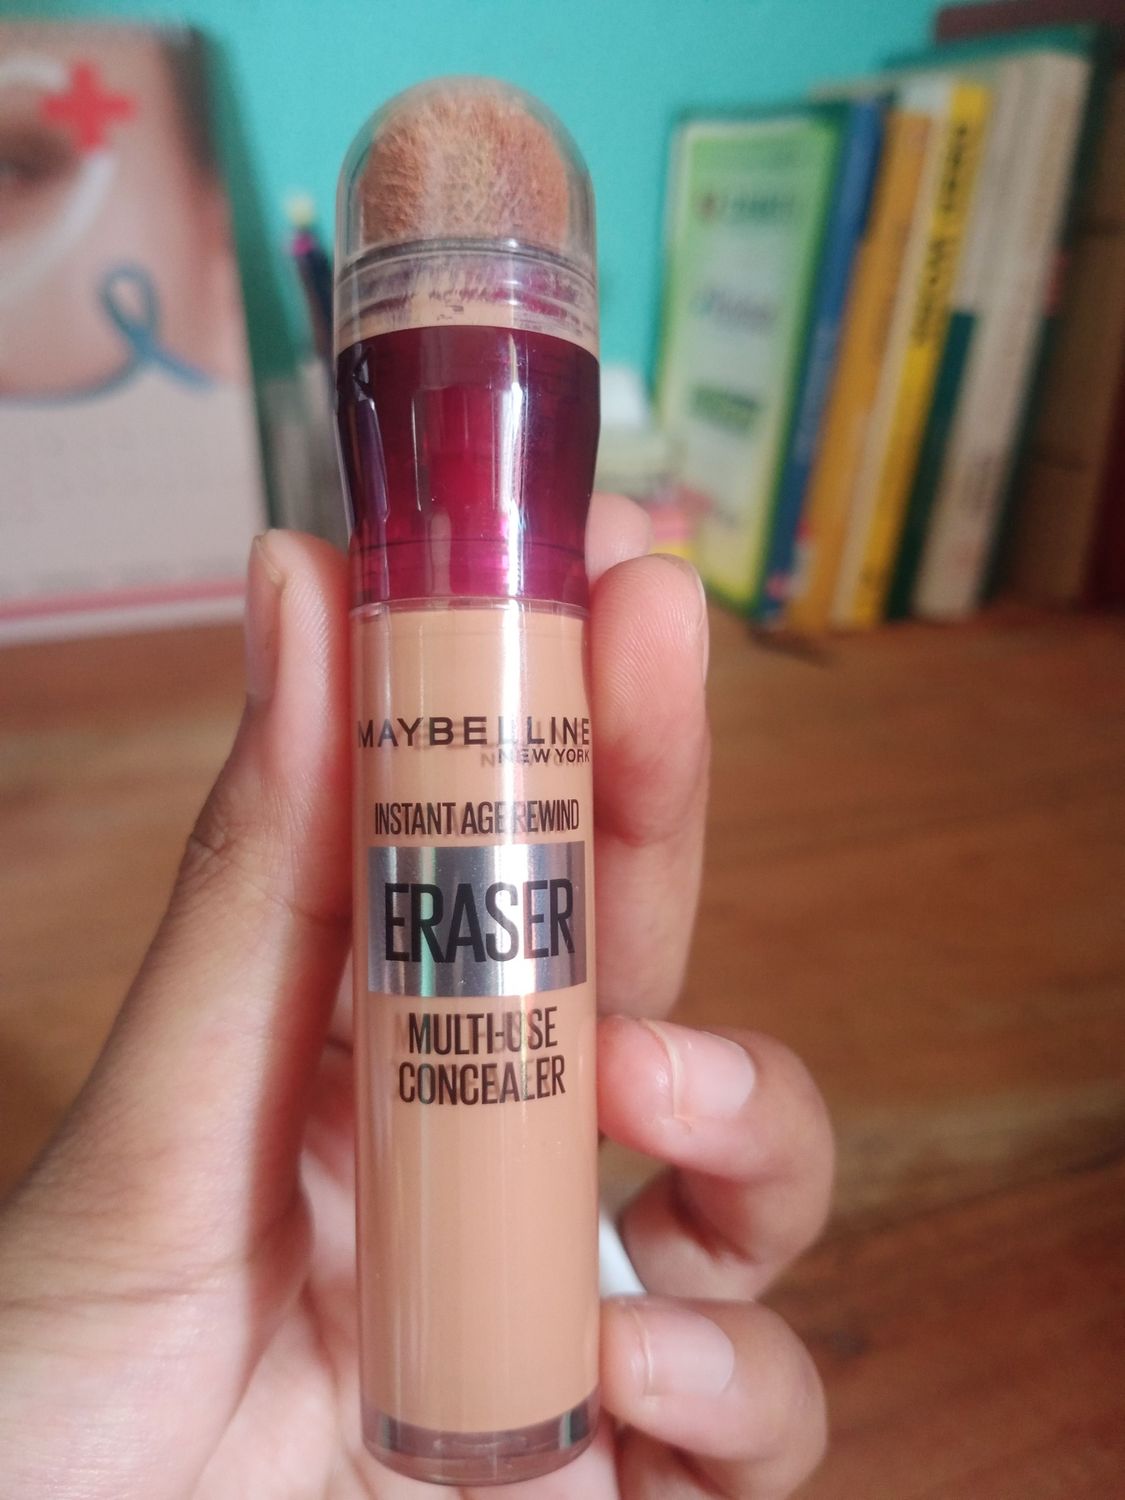 MAYBELLINE
NEW YORK
INSTANT AGE REWIND
ERASER
MULTI-USE
CONCEALER